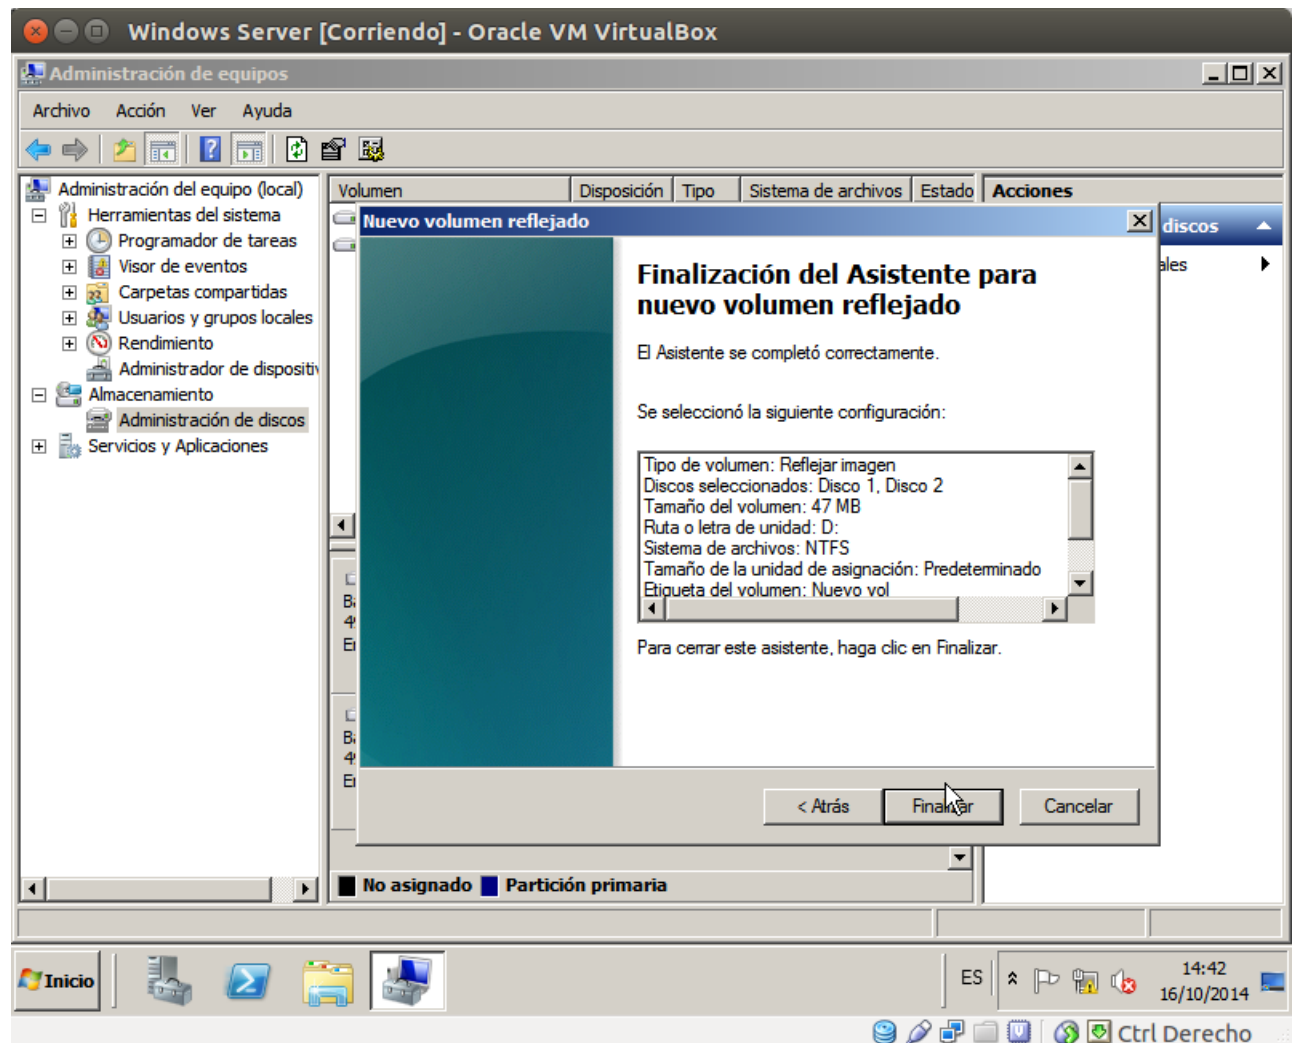 Windows Server [Corriendo] - Oracle VM VirtualBox
Administración de equipos
Archivo Acción Ver Ayuda
Administración del equipo (local)
Herramientas del sistema
Programador de tareas
Visor de eventos
Carpetas compartidas
Usuarios y grupos locales
Rendimiento
Administrador de dispositiv
Almacenamiento
Administración de discos
Servicios y Aplicaciones
Volumen Disposición Tipo Sistema de archivos Estado
Acciones
discos
ales
Nuevo volumen reflejado
Finalización del Asistente para
nuevo volumen reflejado
El Asistente se completó correctamente.
Se seleccionó la siguiente configuración:
Tipo de volumen: Reflejar imagen
Discos seleccionados: Disco 1, Disco 2
Tamaño del volumen: 47 MB
Ruta o letra de unidad: D:
Sistema de archivos: NTFS
Tamaño de la unidad de asignación: Predeterminado
Etiqueta del volumen: Nuevo vol
Para cerrar este asistente, haga clic en Finalizar.
< Atrás Finalizar Cancelar
No asignado Partición primaria
Inicio
ES
14:42
16/10/2014
Ctrl Derecho